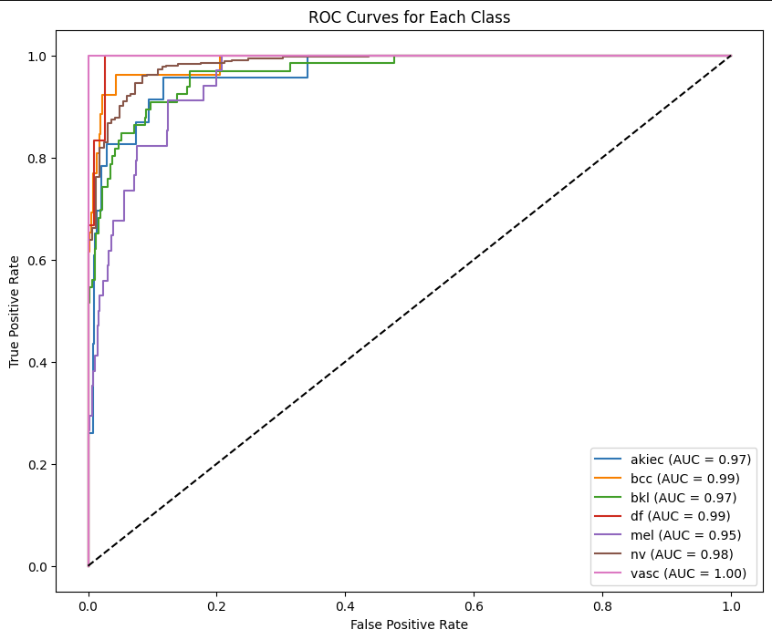 ROC Curves for Each Class
True Positive Rate
1.0
0.8
0.6
0.4
0.2
0.0
akiec (AUC = 0.97)
bcc (AUC = 0.99)
bkl (AUC = 0.97)
df (AUC = 0.99)
mel (AUC = 0.95)
nv (AUC = 0.98)
vasc (AUC = 1.00)
0.0 0.2 0.4 0.6 0.8 1.0
False Positive Rate